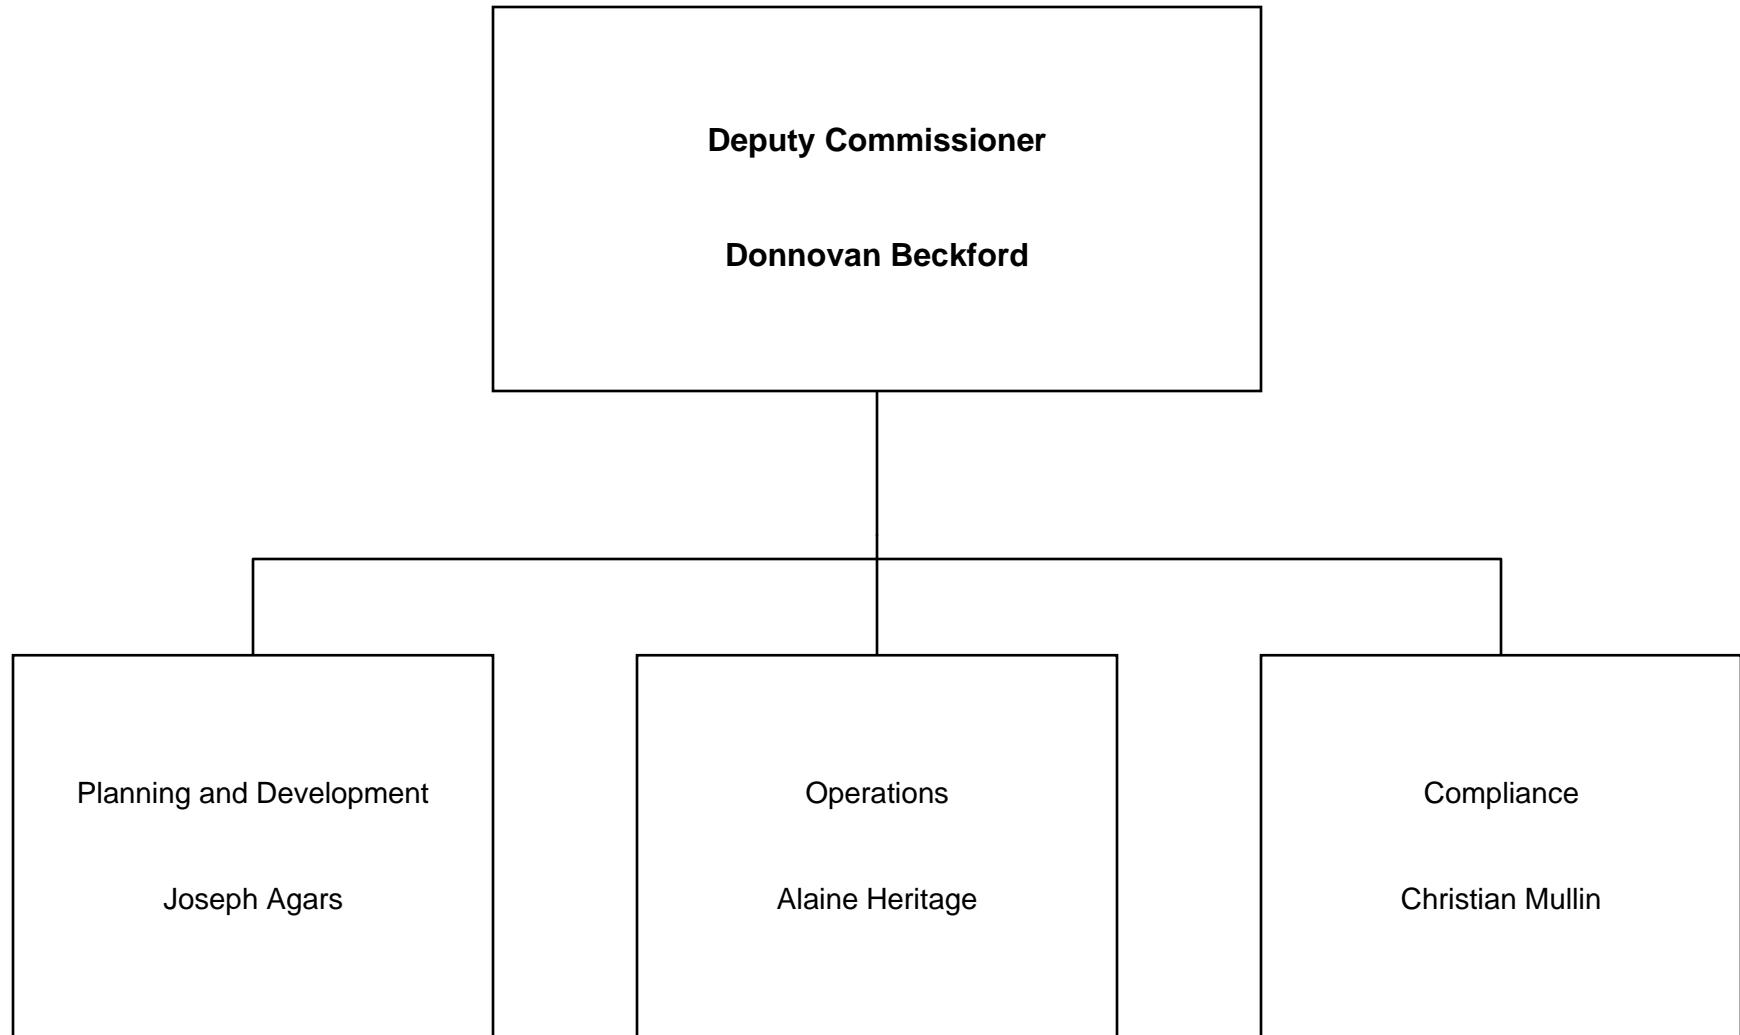 Deputy Commissioner
Donnovan Beckford
Planning and Development
Joseph Agars
Operations
Alaine Heritage
Compliance
Christian Mullin